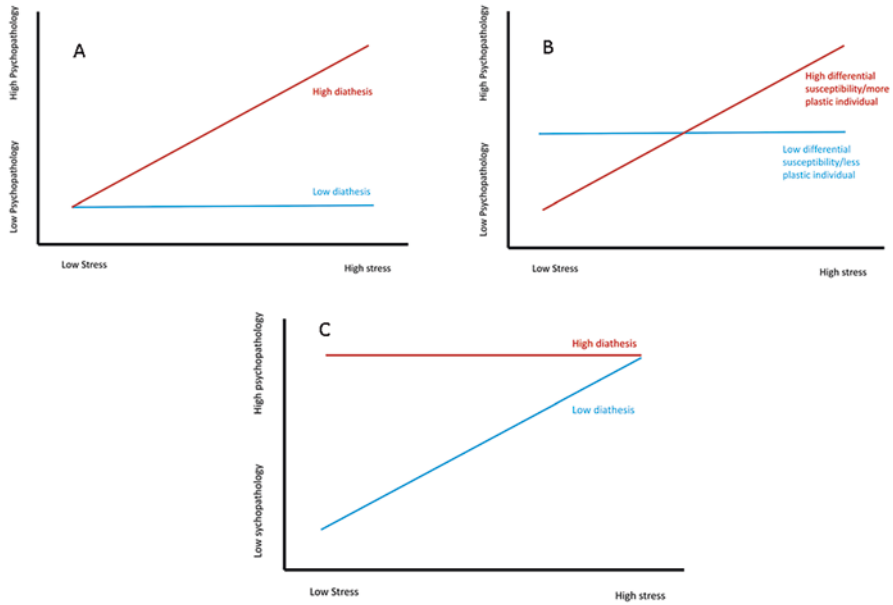 A
High Psychopathology
High diathesis
Low Psychopathology
Low diathesis
Low Stress
High stress
B
High Psychopathology
High differential
susceptibility/more
plastic individual
Low Psychopathology
Low differential
susceptibility/less
plastic individual
Low Stress
High stress
C
High psychopathology
High diathesis
Low diathesis
Low sychopathology
Low Stress
High stress